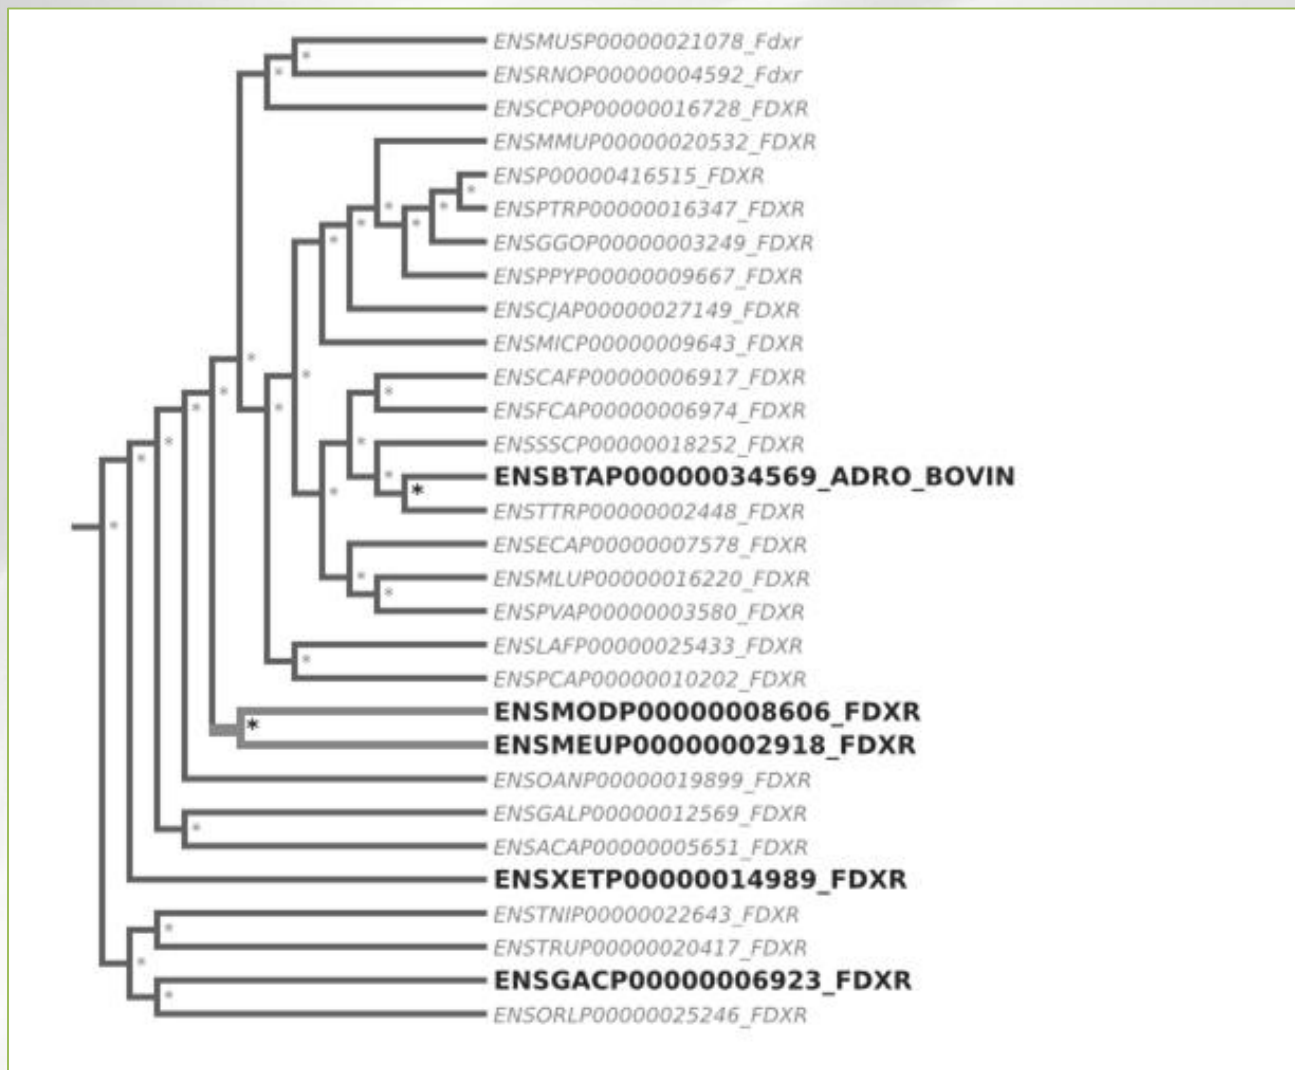 ENSMUSP00000021078_Fdxr
ENSRNOP00000004592_Fdxr
ENSCPOP00000016728_FDXR
ENSMMUP00000020532_FDXR
ENSP00000416515_FDXR
ENSPTRP00000016347_FDXR
ENSGGOP00000003249_FDXR
ENSPPYP00000009667_FDXR
ENSCJAP00000027149_FDXR
ENSMICP00000009643_FDXR
ENSCAFP00000006917_FDXR
ENSFCAP00000006974_FDXR
ENSSSCP00000018252_FDXR
ENSBTAP00000034569_ADRO_BOVIN
ENSTTRP00000002448_FDXR
ENSECAP00000007578_FDXR
ENSMLUP00000016220_FDXR
ENSPVAP00000003580_FDXR
ENSLAFP00000025433_FDXR
ENSPCAP00000010202_FDXR
ENSMODP00000008606_FDXR
ENSMEUP00000002918_FDXR
ENSOANP00000019899_FDXR
ENSGALP00000012569_FDXR
ENSACAP00000005651_FDXR
ENSXETP00000014989_FDXR
ENSTNIP00000022643_FDXR
ENSTRUP00000020417_FDXR
ENSGACP00000006923_FDXR
ENSORLP00000025246_FDXR